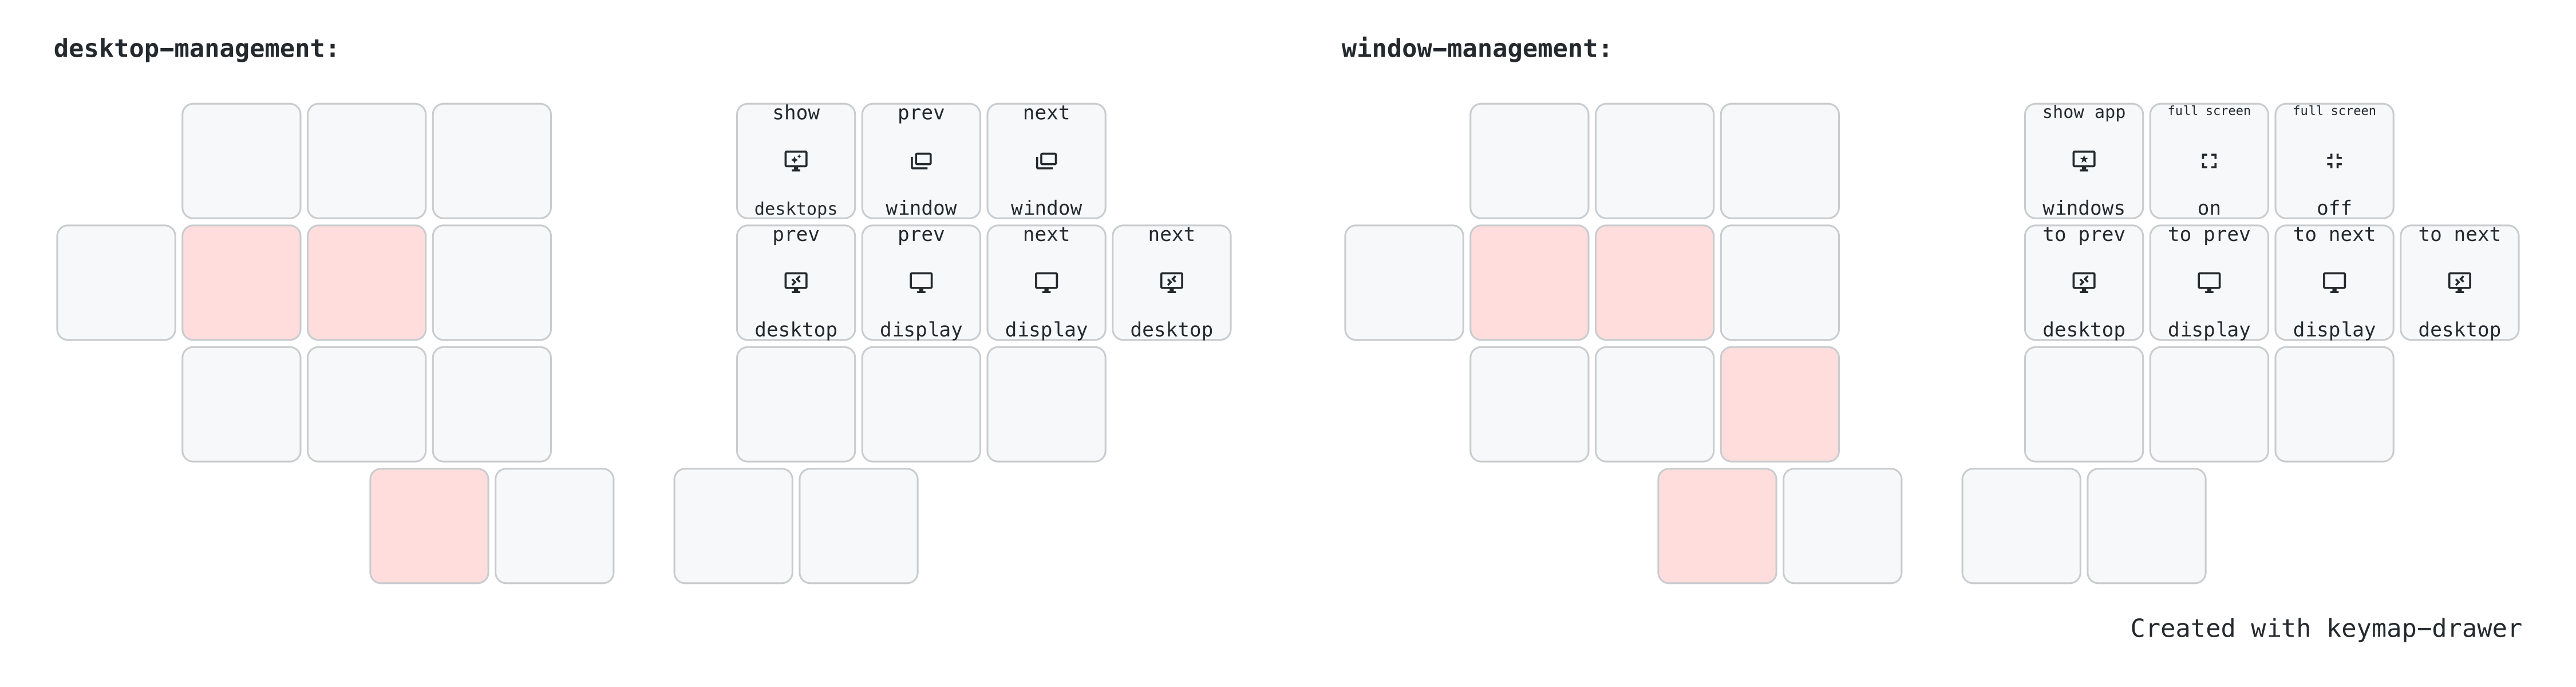 desktop-management:
show prev next
desktops window window
prev prev next next
desktop display display desktop
window-management:
show app full screen full screen
windows on off
to prev to prev to next to next
desktop display display desktop
Created with keymap-drawer